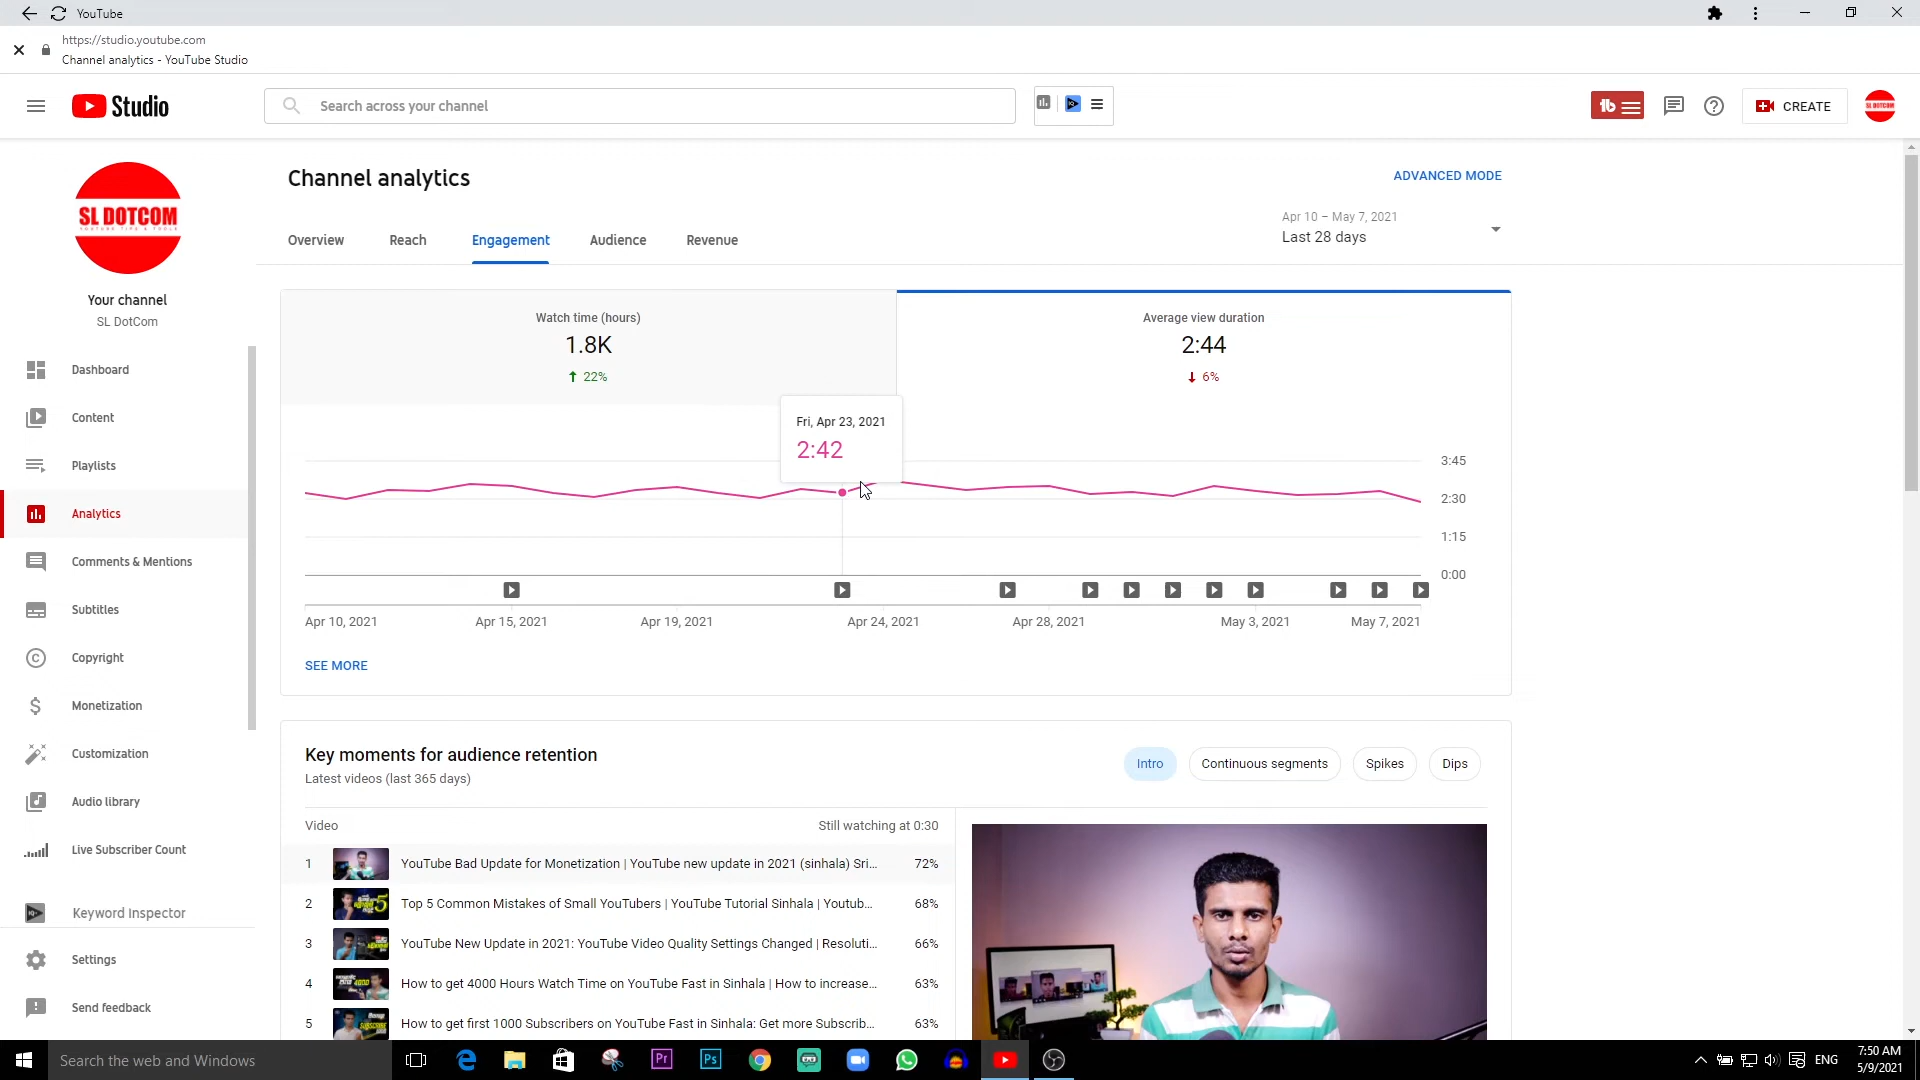 YouTube
https://studio.youtube.com
Channel analytics - YouTube Studio
Studio
Search across your channel
CREATE
SL DOTCOM
SL DOTCOM
YOUTUBE TIPS & TOOLS
Your channel
SL DotCom
Dashboard
Content
Playlists
Analytics
Comments & Mentions
Subtitles
Copyright
Monetization
Customization
Audio library
Live Subscriber Count
Keyword Inspector
Settings
Send feedback
Channel analytics
ADVANCED MODE
Overview Reach Engagement Audience Revenue
Apr 10 – May 7, 2021
Last 28 days
Watch time (hours)
1.8K
22%
Average view duration
2:44
6%
Fri, Apr 23, 2021
2:42
3:45
2:30
1:15
0:00
Apr 10, 2021 Apr 15, 2021 Apr 19, 2021 Apr 24, 2021 Apr 28, 2021 May 3, 2021 May 7, 2021
SEE MORE
Key moments for audience retention
Latest videos (last 365 days)
Intro Continuous segments Spikes Dips
Video Still watching at 0:30
1 YouTube Bad Update for Monetization | YouTube new update in 2021 (sinhala) Sri... 72%
2 Top 5 Common Mistakes of Small YouTubers | YouTube Tutorial Sinhala | Youtub... 68%
3 YouTube New Update in 2021: YouTube Video Quality Settings Changed | Resoluti... 66%
4 How to get 4000 Hours Watch Time on YouTube Fast in Sinhala | How to increase... 63%
5 How to get first 1000 Subscribers on YouTube Fast in Sinhala: Get more Subscrib... 63%
Search the web and Windows
Pr
Ps
ENG
7:50 AM
5/9/2021